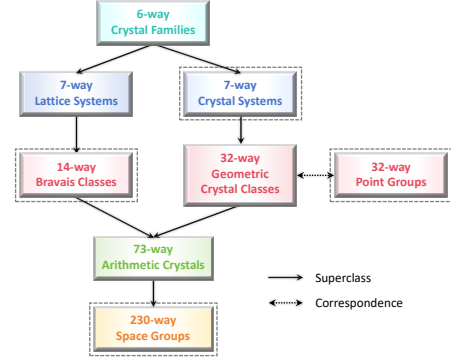 6-way
Crystal Families
7-way
Lattice Systems
7-way
Crystal Systems
14-way
Bravais Classes
32-way
Geometric
Crystal Classes
32-way
Point Groups
73-way
Arithmetic Crystals
Superclass
Correspondence
230-way
Space Groups